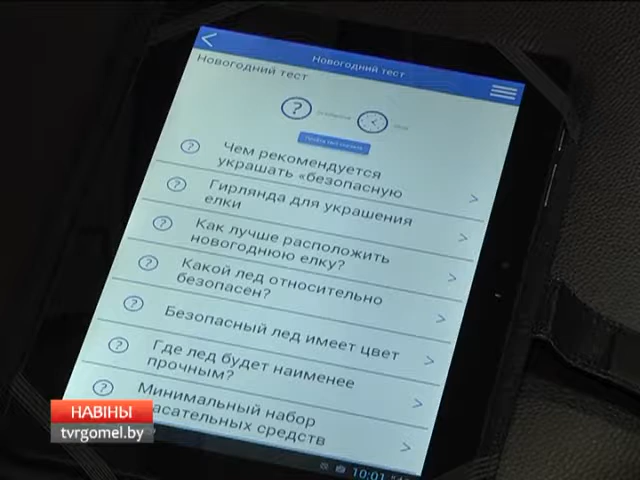 Новогодний тест
Новогодний тест
Чем рекомендуется
украшать «безопасную
Гирлянда для украшения
елки
Как лучше расположить
новогоднюю елку?
Какой лед относительно
безопасен?
Безопасный лед имеет цвет
Где лед будет наименее
прочным?
Минимальный набор
асательных средств
НАВІНЫ
tvrgomel.by
10:01